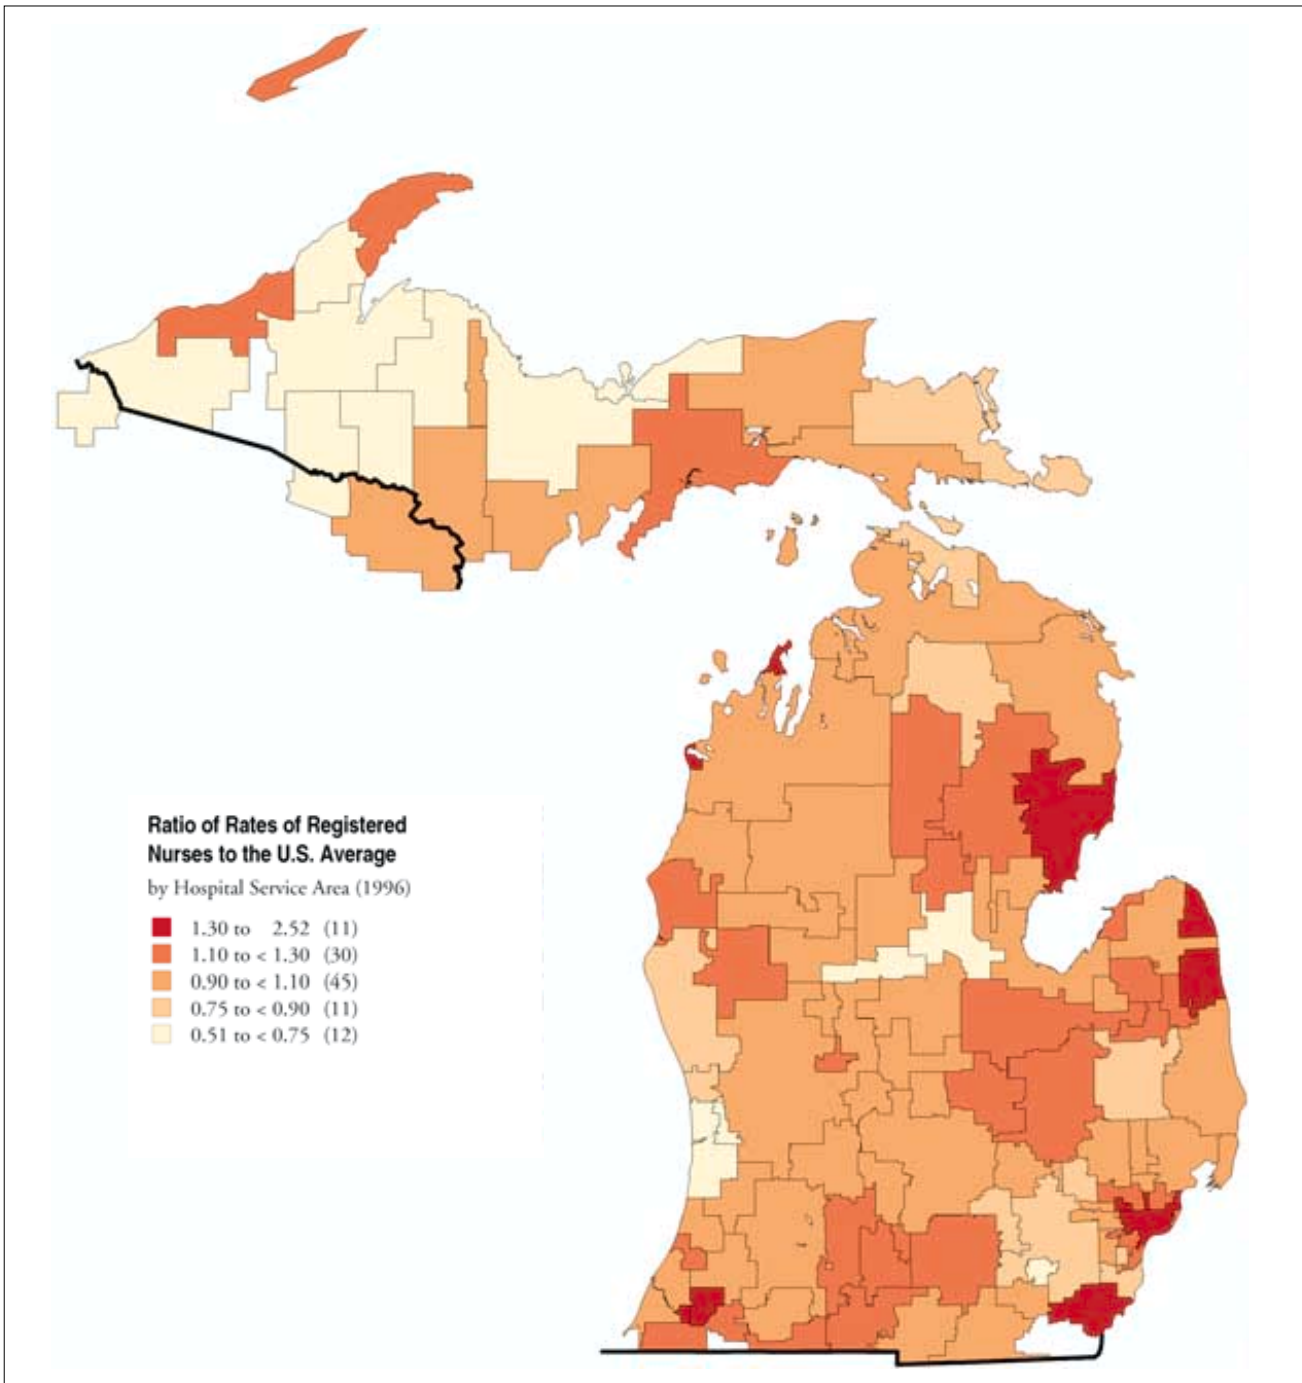 Ratio of Rates of Registered
Nurses to the U.S. Average
by Hospital Service Area (1996)
1.30 to 2.52 (11)
1.10 to < 1.30 (30)
0.90 to < 1.10 (45)
0.75 to < 0.90 (11)
0.51 to < 0.75 (12)